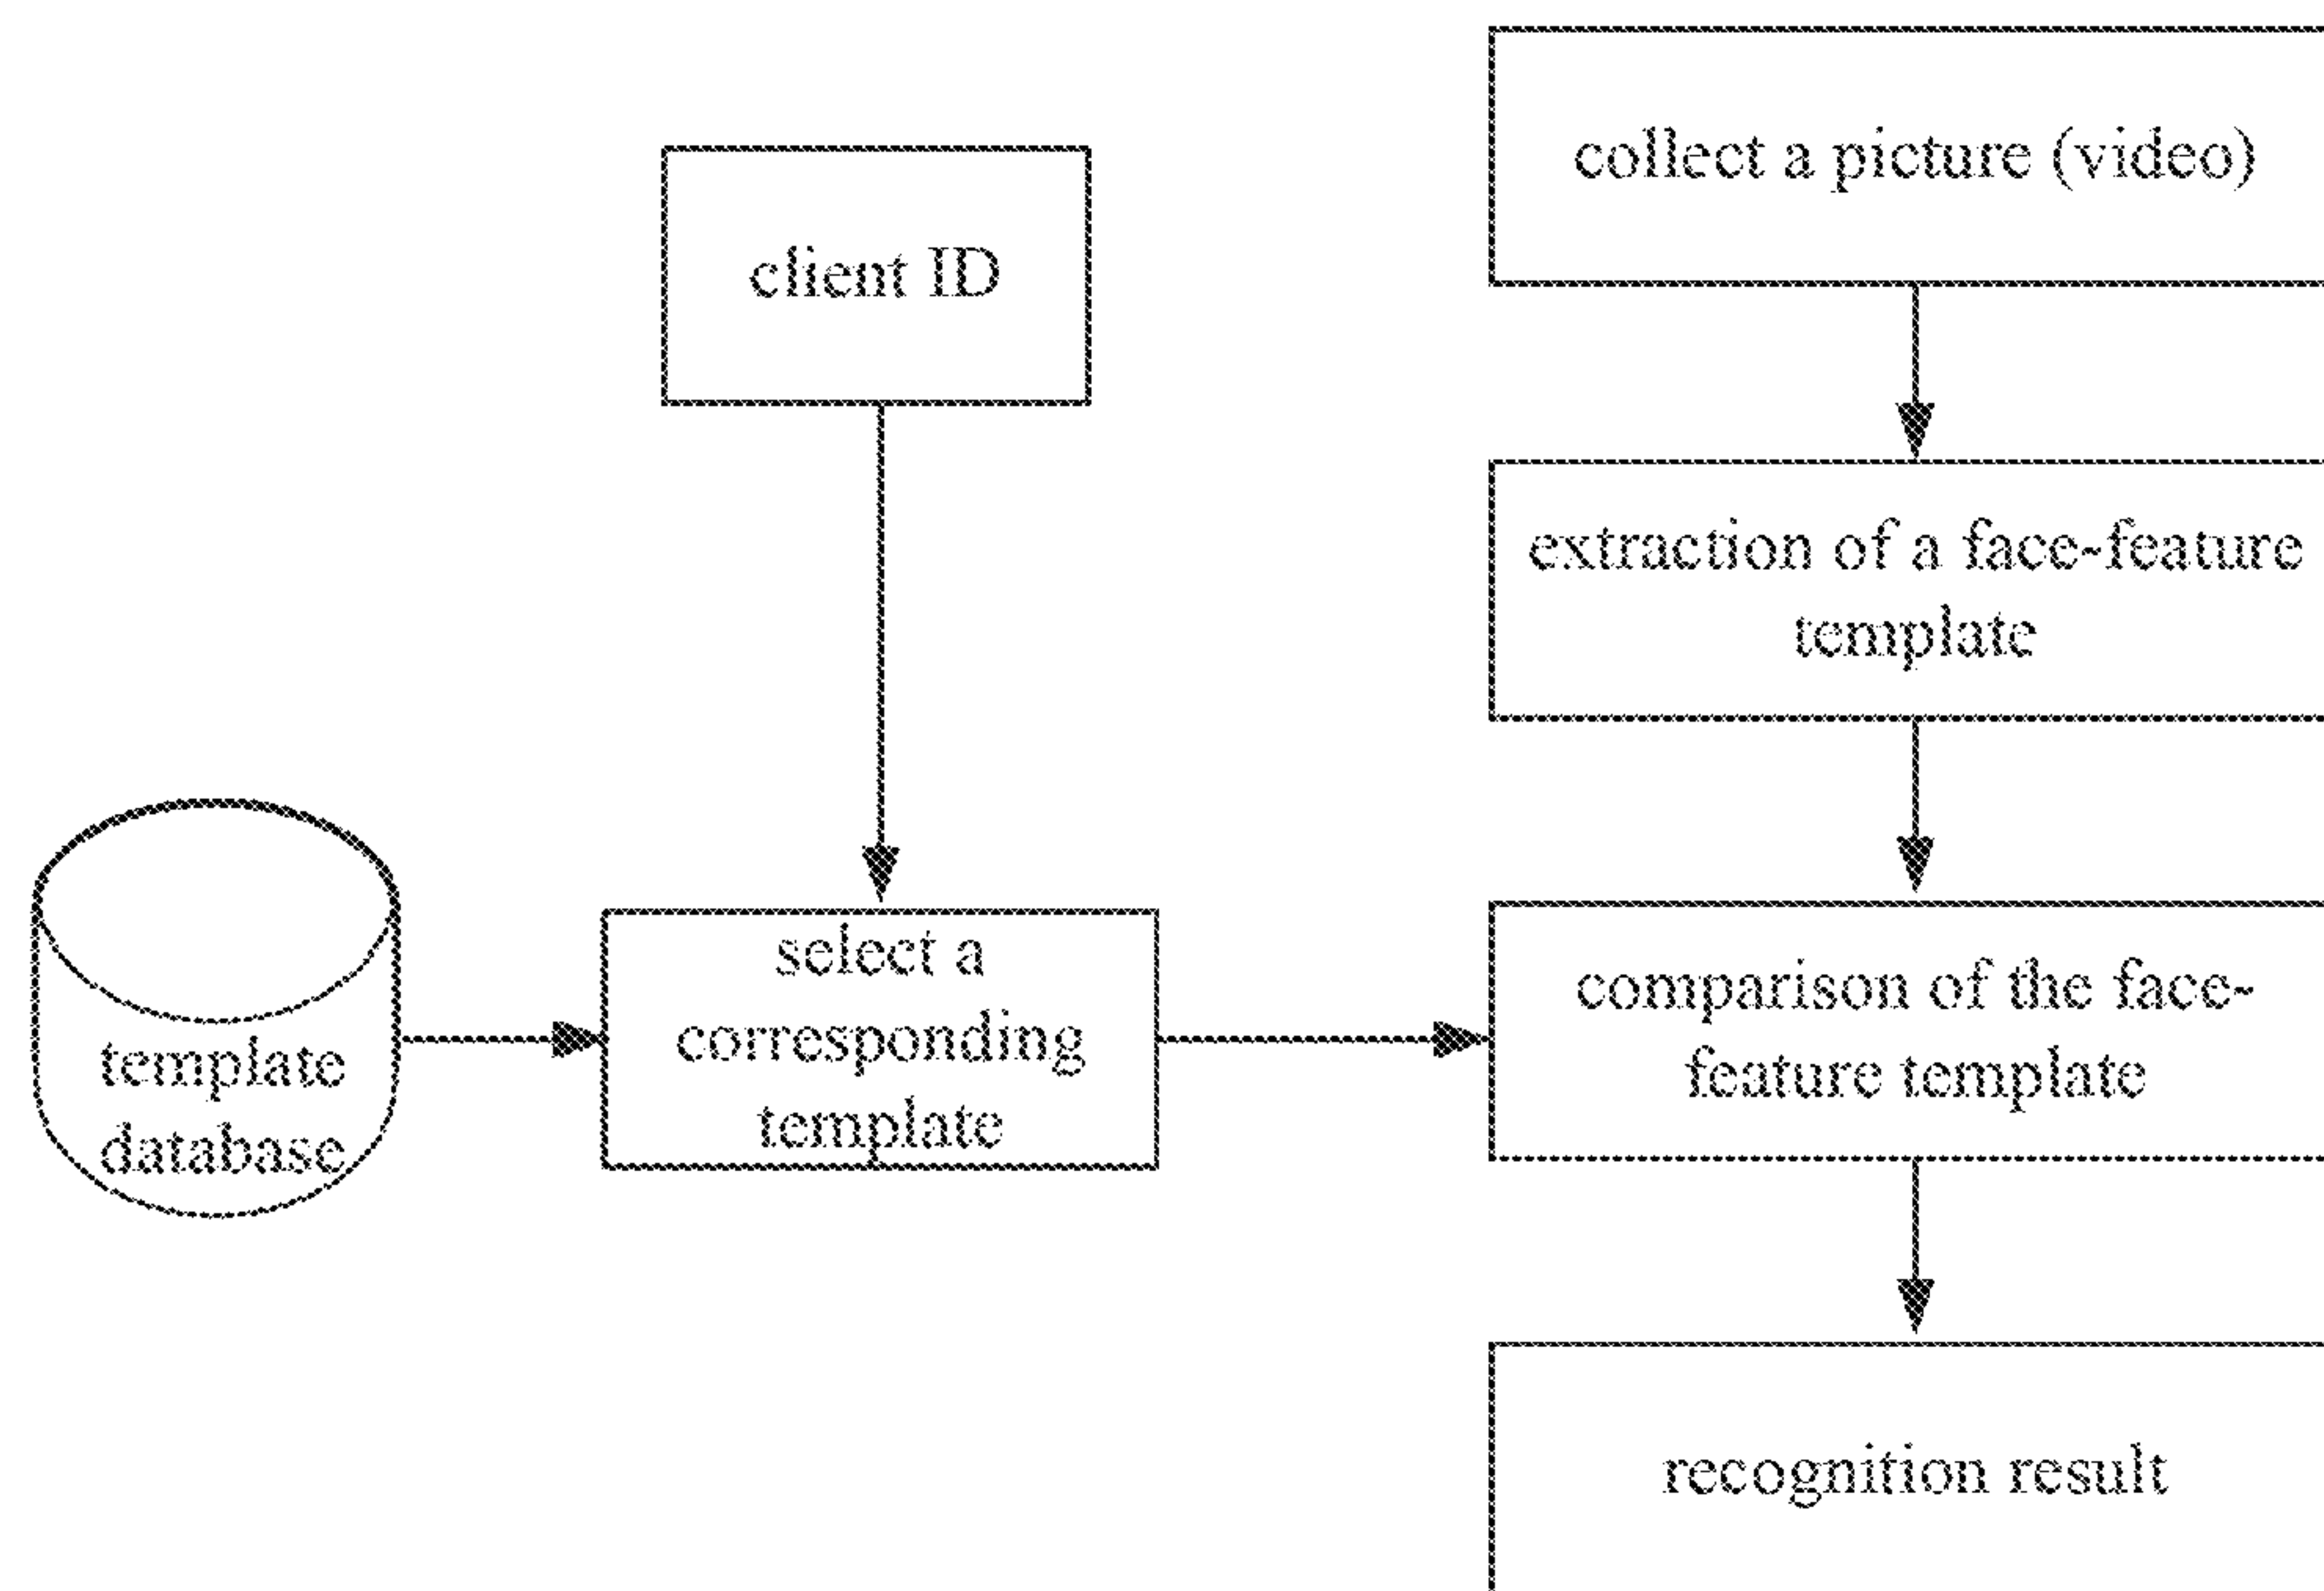 collect a picture (video)
client ID
extraction of a face-feature
template
select a
corresponding
template
comparison of the face-
feature template
template
database
recognition result